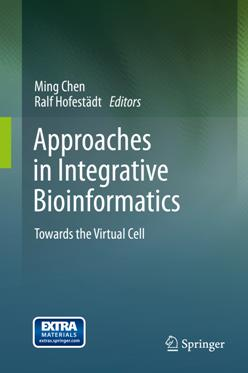 Ming Chen
Ralf Hofestädt Editors
Approaches
in Integrative
Bioinformatics
Towards the Virtual Cell
EXTRA
MATERIALS
extras.springer.com
Springer